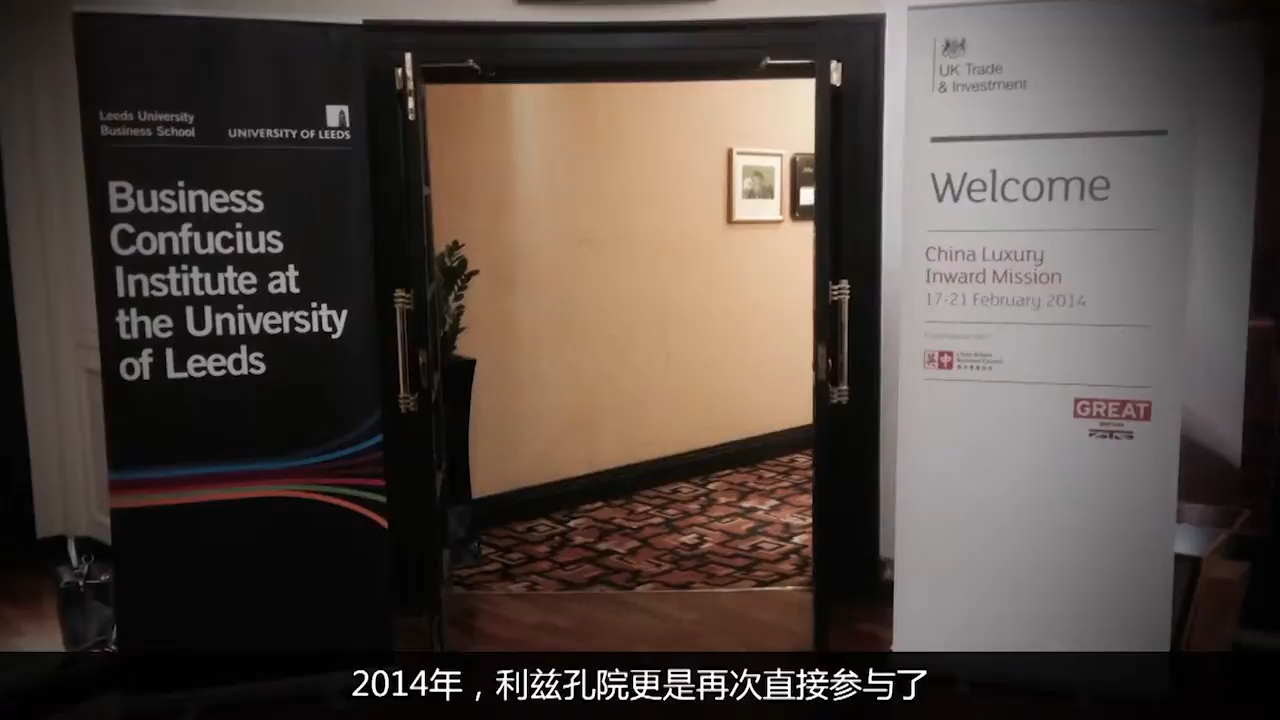 Leeds University
Business School
UNIVERSITY OF LEEDS
Business
Confucius
Institute at
the University
of Leeds
UK Trade
& Investment
Welcome
China Luxury
Inward Mission
17-21 February 2014
英中
GREAT
2014年，利兹孔院更是再次直接参与了